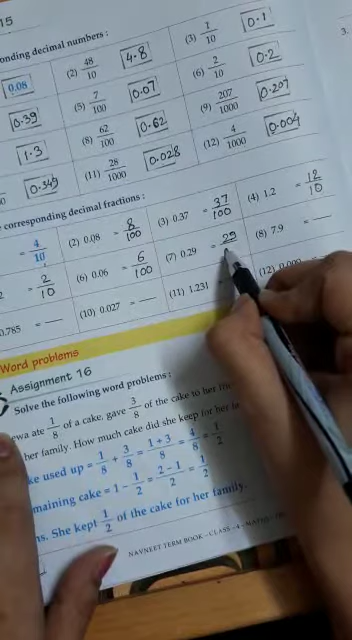 15
onding decimal numbers :
0.08 (2) 48/10 4.8 (3) 1/10 0.1
0.39 (5) 7/100 0.07 (6) 2/10 0.2
1.3 (8) 62/100 0.62 (9) 207/1000 0.207
0.349 (11) 28/1000 0.028 (12) 4/1000 0.004
corresponding decimal fractions :
= 4/10 (2) 0.08 = 8/100 (3) 0.37 = 37/100 (4) 1.2 = 12/10
= 2/10 (6) 0.06 = 6/100 (7) 0.29 = 29 (8) 7.9 = —
0.785 = — (10) 0.027 = — (11) 1.231 (12)
Word problems
Assignment 16
Solve the following word problems :
ewa ate 1/8 of a cake, gave 3/8 of the cake to her
her family. How much cake did she keep for her
ke used up = 1/8 + 3/8 = 1 + 3/8 = 4/8 = 1/2
maining cake = 1 – 1/2 = 2 – 1/2 = 1/2
ns. She kept 1/2 of the cake for her family.
NAVNEET TERM BOOK - CLASS - 4 - MATHS
3.